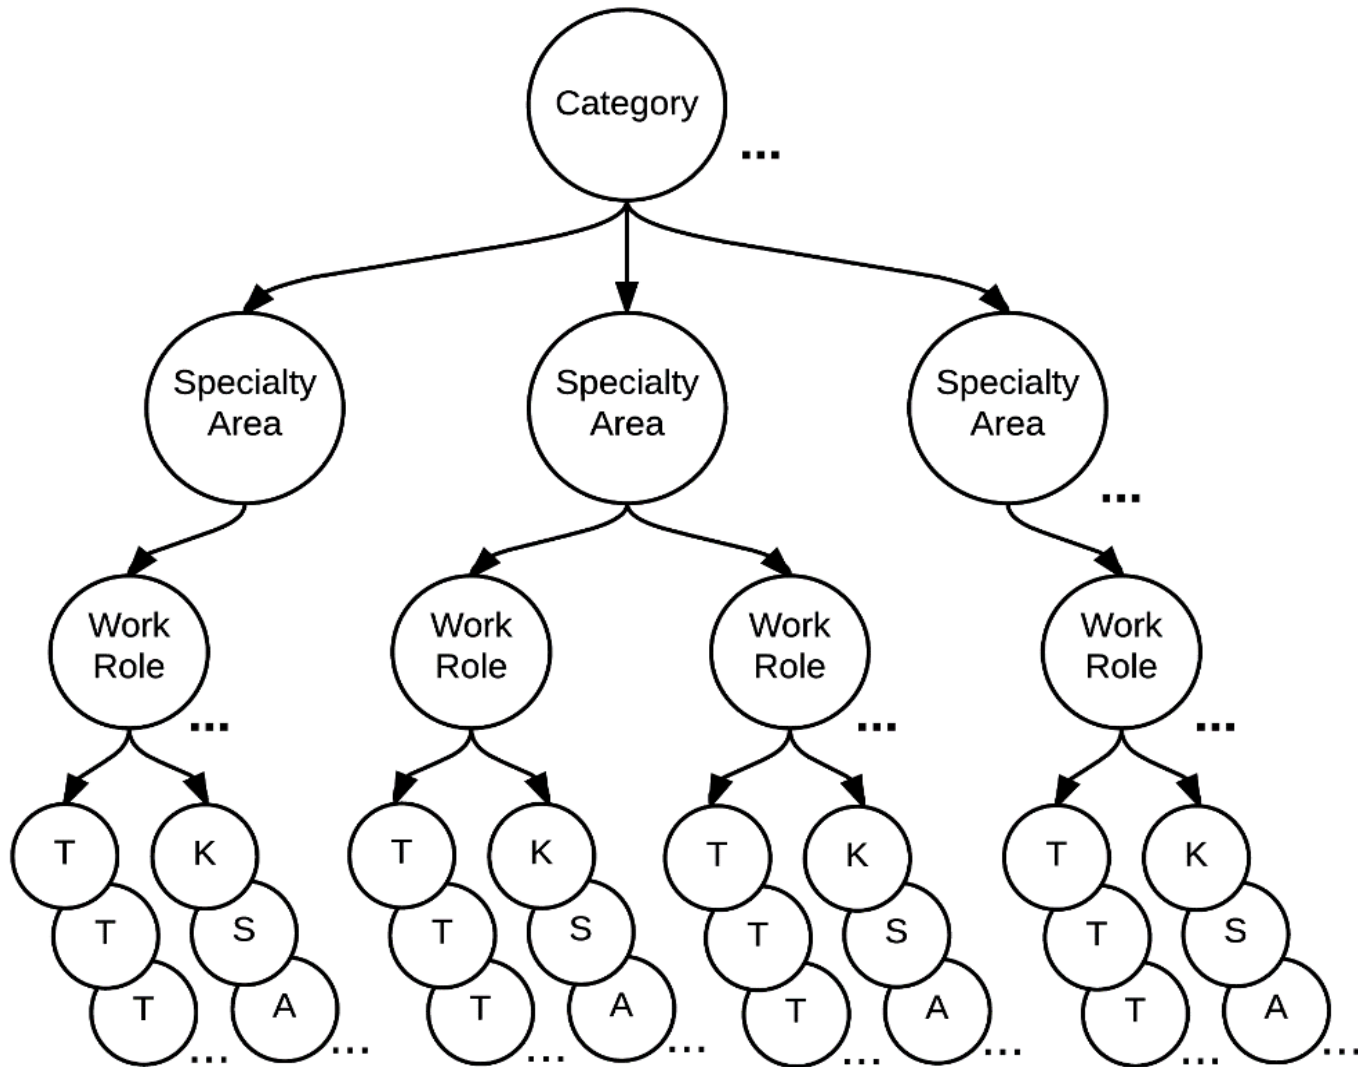 Category
...
Specialty
Area
Specialty
Area
Specialty
Area
...
Work
Role
...
Work
Role
Work
Role
...
Work
Role
...
T K T K T K T K
T S T S T S T S
T ... A ... T ... A ... T ... A ... T ... A ...